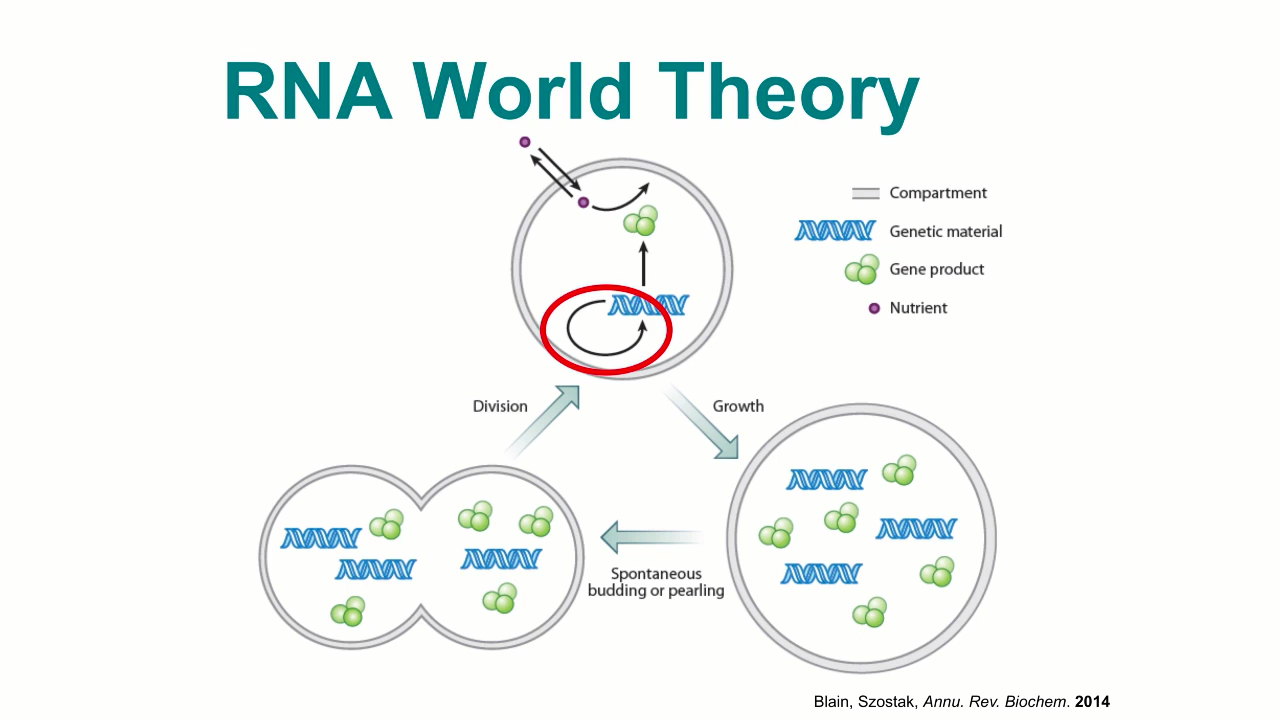 RNA World Theory
Compartment
Genetic material
Gene product
Nutrient
Division
Growth
Spontaneous
budding or pearling
Blain, Szostak, Annu. Rev. Biochem. 2014